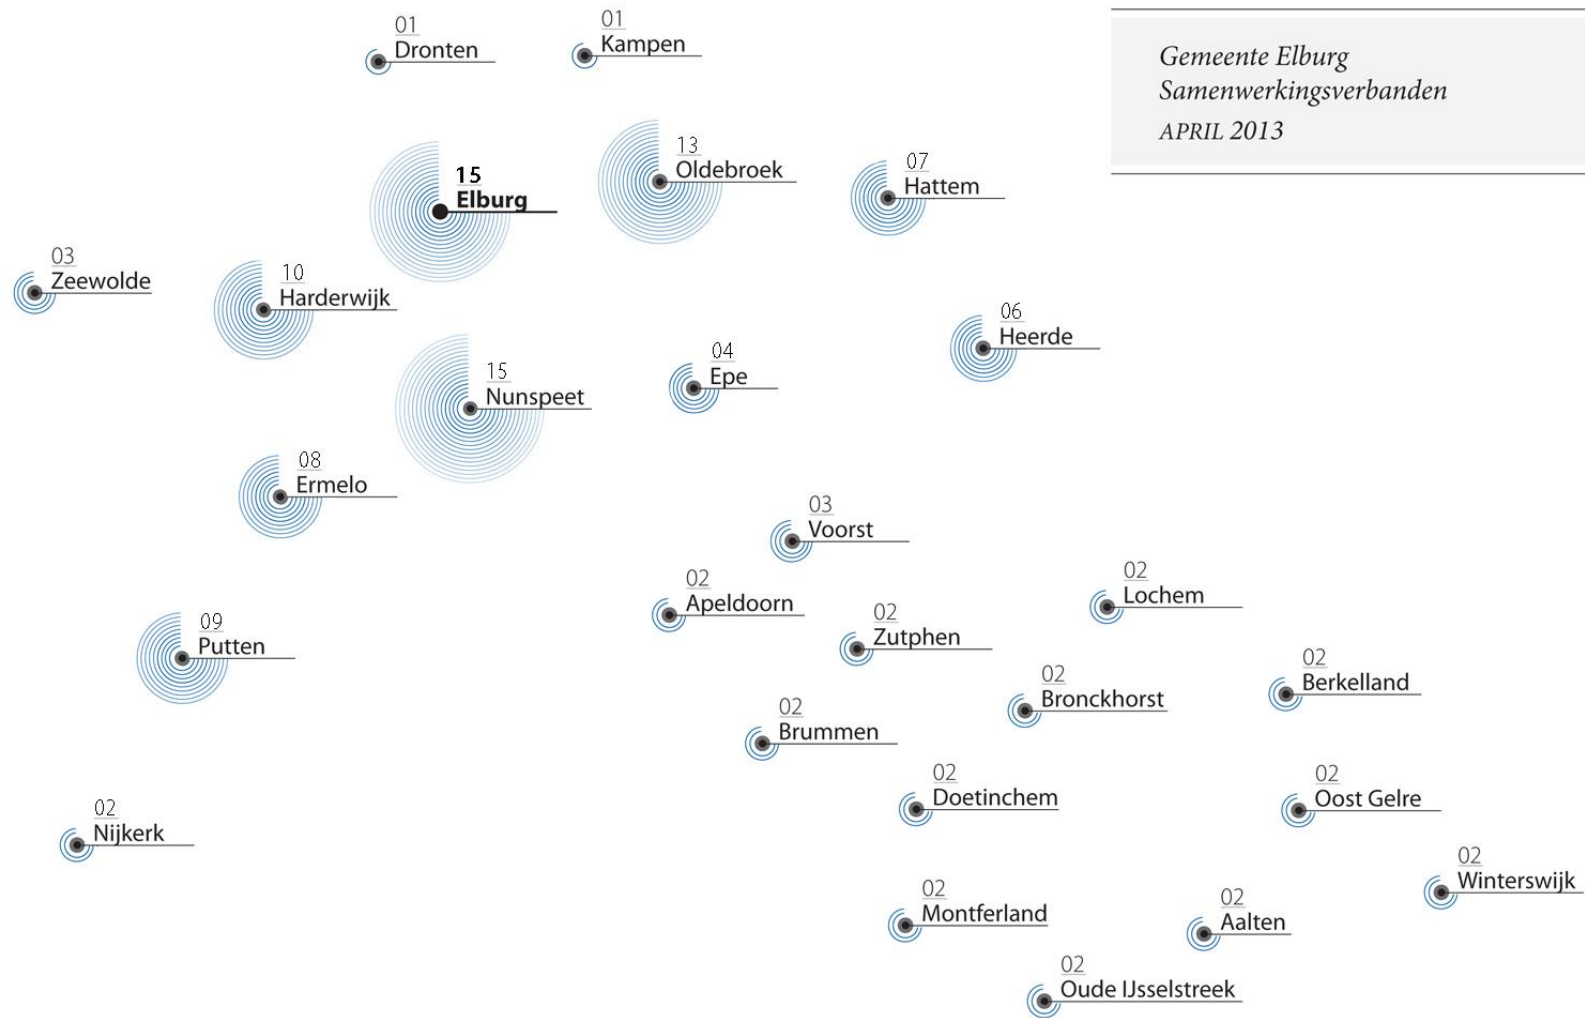 01
Dronten
01
Kampen
Gemeente Elburg
Samenwerkingsverbanden
APRIL 2013
15
Elburg
13
Oldebroek
07
Hattem
03
Zeewolde
10
Harderwijk
06
Heerde
15
Nunspeet
04
Epe
08
Ermelo
03
Voorst
02
Apeldoorn
02
Lochem
02
Zutphen
09
Putten
02
Bronckhorst
02
Berkelland
02
Brummen
02
Doetinchem
02
Oost Gelre
02
Nijkerk
02
Winterswijk
02
Montferland
02
Aalten
02
Oude IJsselstreek